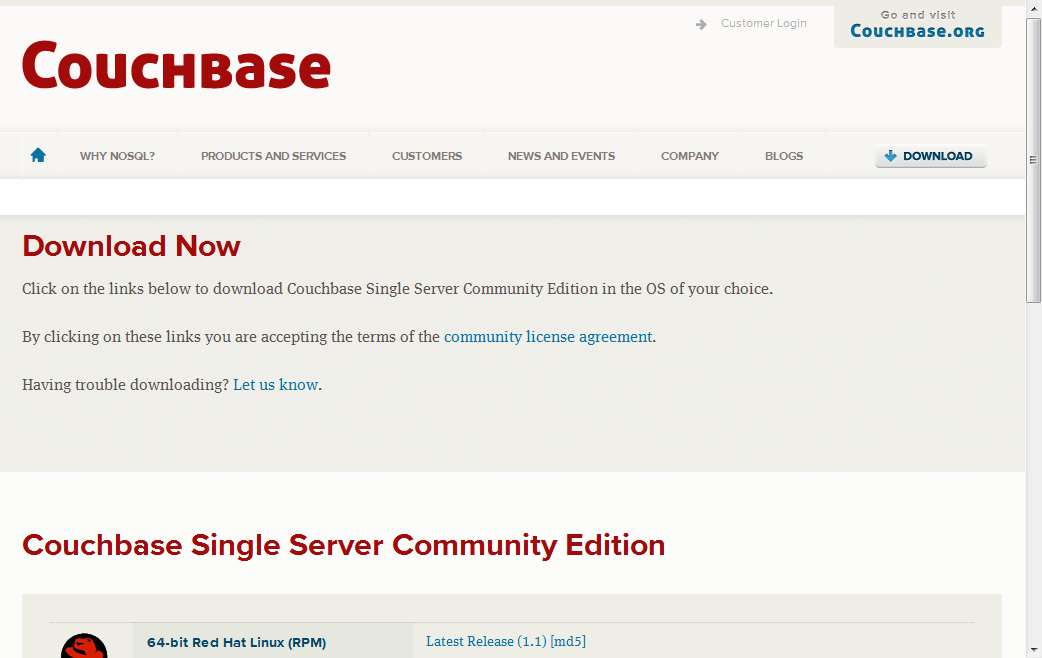 Customer Login
Go and visit
Couchbase.org
Couchbase
WHY NOSQL?
PRODUCTS AND SERVICES
CUSTOMERS
NEWS AND EVENTS
COMPANY
BLOGS
DOWNLOAD
Download Now
Click on the links below to download Couchbase Single Server Community Edition in the OS of your choice.
By clicking on these links you are accepting the terms of the community license agreement.
Having trouble downloading? Let us know.
Couchbase Single Server Community Edition
64-bit Red Hat Linux (RPM)
Latest Release (1.1) [md5]